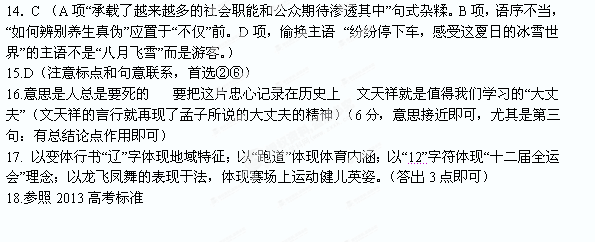 14．C （A 项“承载了越来越多的社会职能和公众期待渗透其中”句式杂糅。B 项，语序不当，
“如何辨别养生真伪”应置于“不仅”前。D 项，偷换主语 “纷纷停下车，感受这夏日的冰雪世
界”的主语不是“八月飞雪”而是游客。）
15.D（注意标点和句意联系，首选②⑥）
16.意思是人总是要死的　 要把这片忠心记录在历史上　文天祥就是值得我们学习的“大丈
夫”（文天祥的言行就再现了孟子所说的大丈夫的精神）（6 分，意思接近即可，尤其是第三
句：有总结论点作用即可）
17. 以变体行书“辽”字体现地域特征；以“跑道”体现体育内涵；以“12”字符体现“十二届全运
会”理念；以龙飞凤舞的表现手法，体现赛场上运动健儿英姿。（答出 3 点即可）
18.参照 2013 高考标准